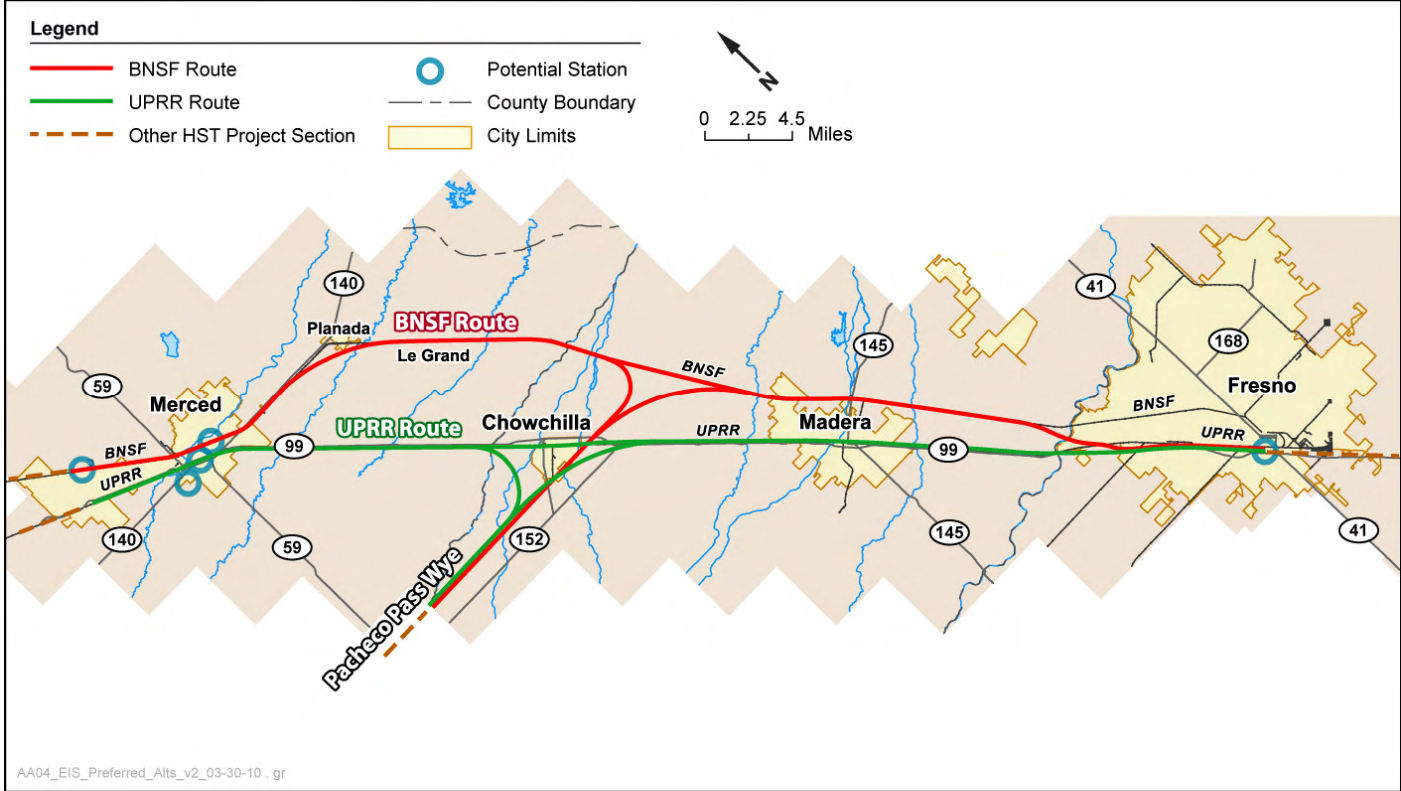 Legend
BNSF Route
UPRR Route
Other HST Project Section
Potential Station
County Boundary
City Limits
N
0 2.25 4.5
Miles
140
Planada
BNSF Route
Le Grand
59
Merced
BNSF
UPRR
UPRR Route
99
140
59
Chowchilla
152
Pacheco Pass Wye
BNSF
UPRR
145
Madera
99
145
41
168
Fresno
BNSF
UPRR
41
AA04_EIS_Preferred_Alts_v2_03-30-10 . gr